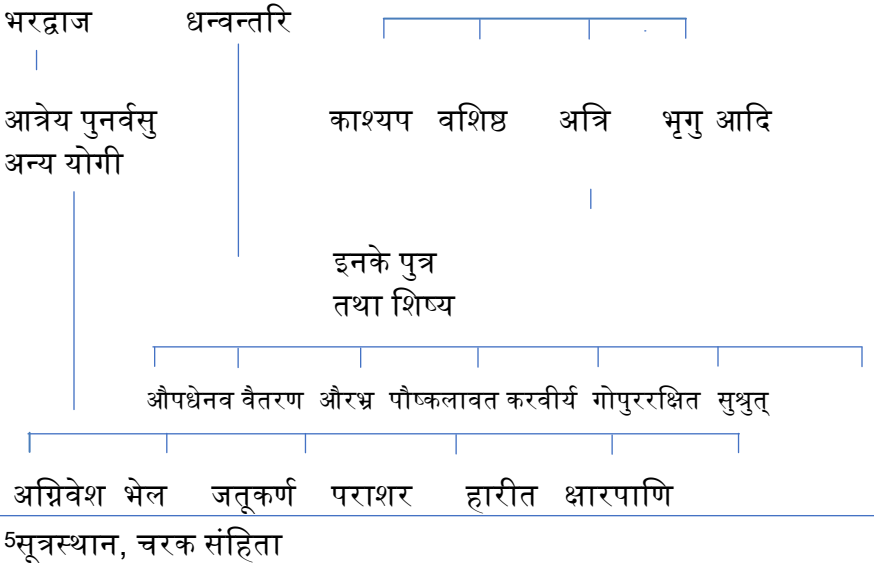 भरद्वाज धन्वन्तरि
आत्रेय पुनर्वसु काश्यप वशिष्ठ अत्रि भृगु आदि
अन्य योगी
इनके पुत्र
तथा शिष्य
औपधेनव वैतरण औरभ्र पौष्कलावत करवीर्य गोपुररक्षित सुश्रुत्
अग्निवेश भेल जतूकर्ण पराशर हारीत क्षारपाणि
⁵सूत्रस्थान, चरक संहिता